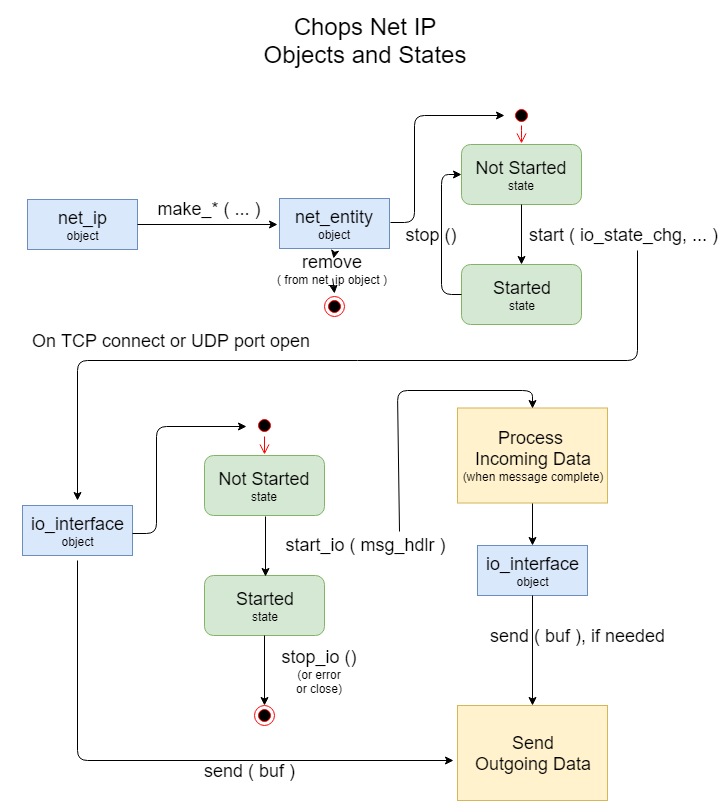 Chops Net IP
Objects and States
Not Started
state
net_ip
object
make_* ( ... )
net_entity
object
stop ()
start ( io_state_chg, ... )
remove
( from net_ip object )
Started
state
On TCP connect or UDP port open
Process
Incoming Data
(when message complete)
Not Started
state
io_interface
object
start_io ( msg_hdlr )
io_interface
object
Started
state
send ( buf ), if needed
stop_io ()
(or error
or close)
Send
Outgoing Data
send ( buf )